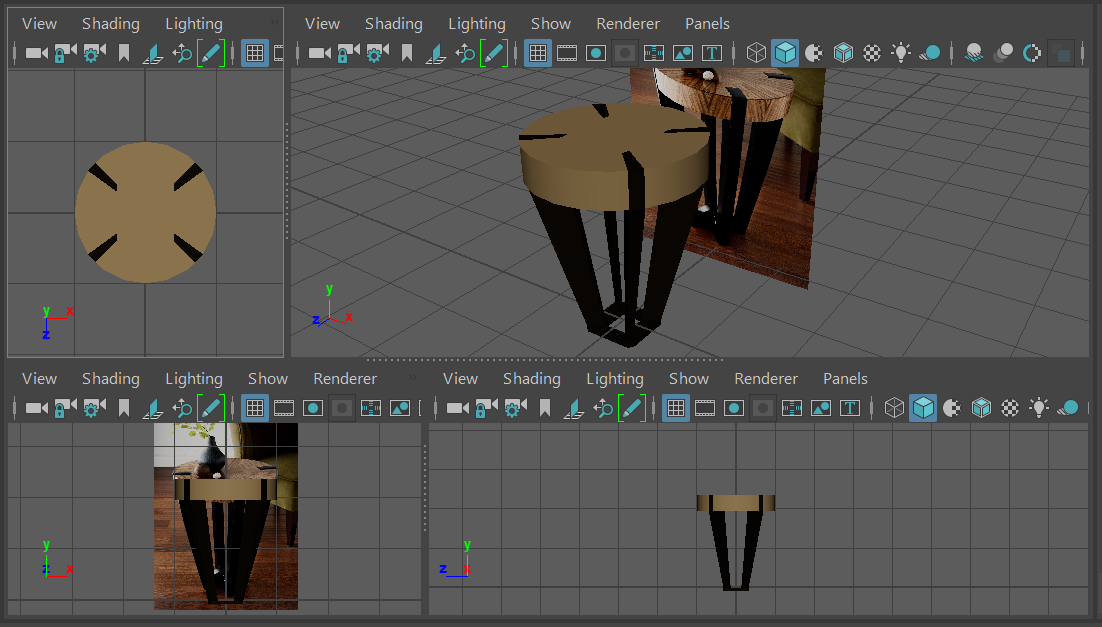 View Shading Lighting
View Shading Lighting Show Renderer Panels
T
y
x
z
y
x
z
View Shading Lighting Show Renderer
View Shading Lighting Show Renderer Panels
T
y
z
x
y
z
x